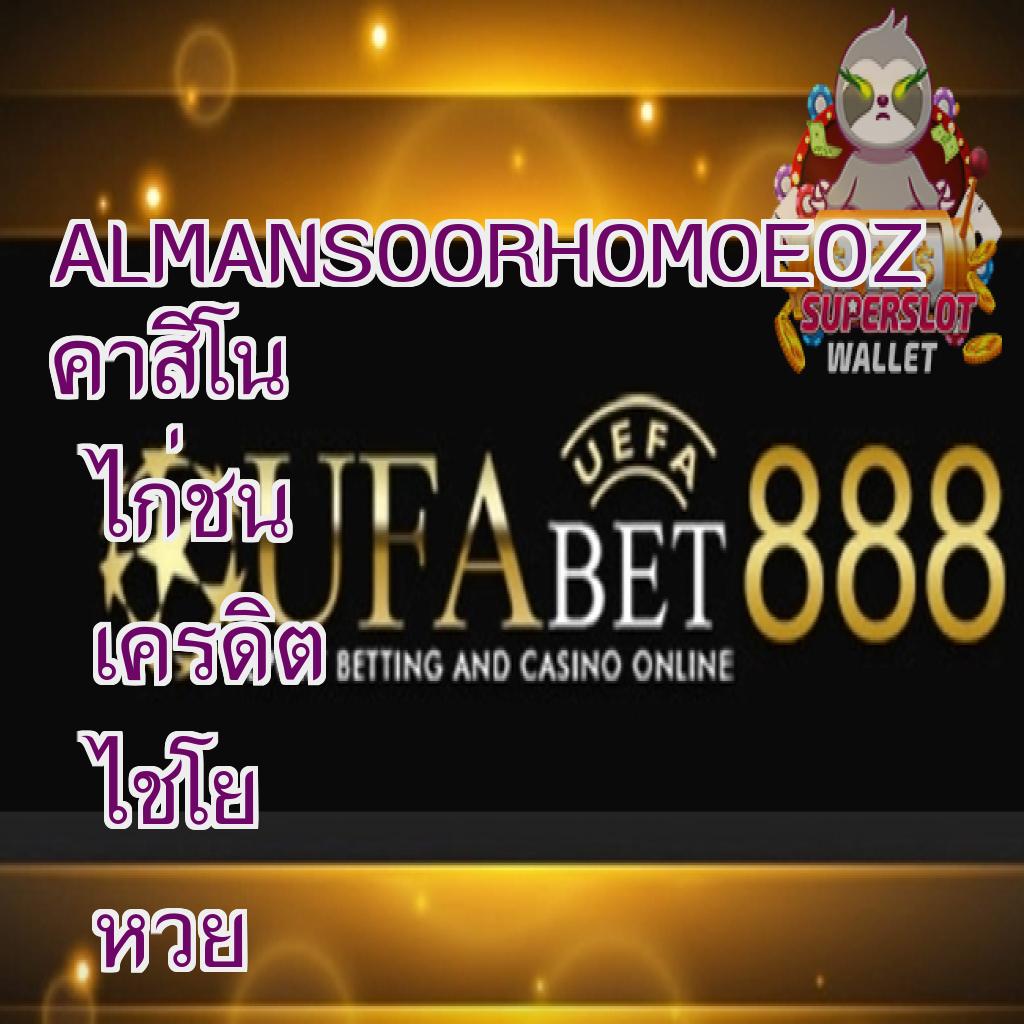 ALMANSOORHOMOEOZ
คาสิโน
SUPERSLOT
WALLET
UEFA
ไก่ชน
UFABET888
เครดิต
BETTING AND CASINO ONLINE
ไชโย
หวย